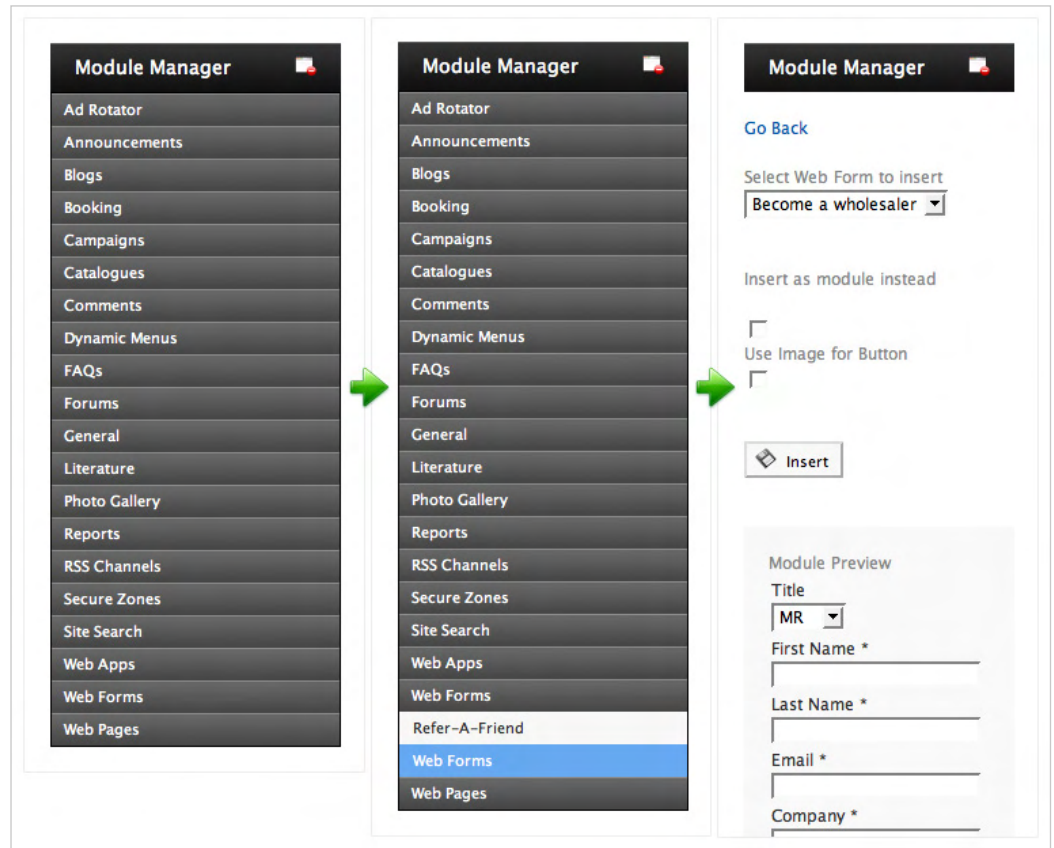 Module Manager
Ad Rotator
Announcements
Blogs
Booking
Campaigns
Catalogues
Comments
Dynamic Menus
FAQs
Forums
General
Literature
Photo Gallery
Reports
RSS Channels
Secure Zones
Site Search
Web Apps
Web Forms
Web Pages
Module Manager
Ad Rotator
Announcements
Blogs
Booking
Campaigns
Catalogues
Comments
Dynamic Menus
FAQs
Forums
General
Literature
Photo Gallery
Reports
RSS Channels
Secure Zones
Site Search
Web Apps
Web Forms
Refer-A-Friend
Web Forms
Web Pages
Module Manager
Go Back
Select Web Form to insert
Become a wholesaler
Insert as module instead
Use Image for Button
Insert
Module Preview
Title
MR
First Name *
Last Name *
Email *
Company *